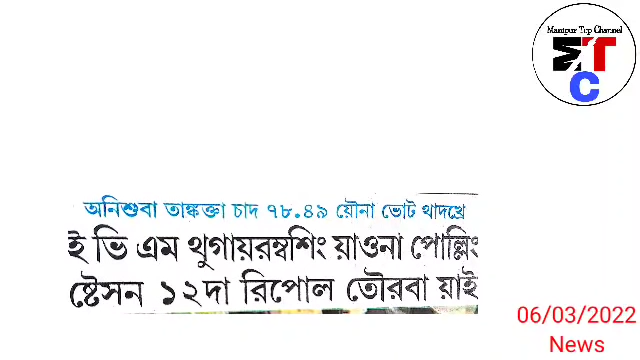 Manipur Top Channel
MTC
অনিশুবা তাঙ্কক্তা চাদ ৭৮.৪৯ য়ৌনা ভোট থাদখ্রে
ই ভি এম থুগায়রম্বশিং য়াওনা পোল্লিং
ষ্টেসন ১২দা রিপোল তৌরবা য়াই
06/03/2022
News